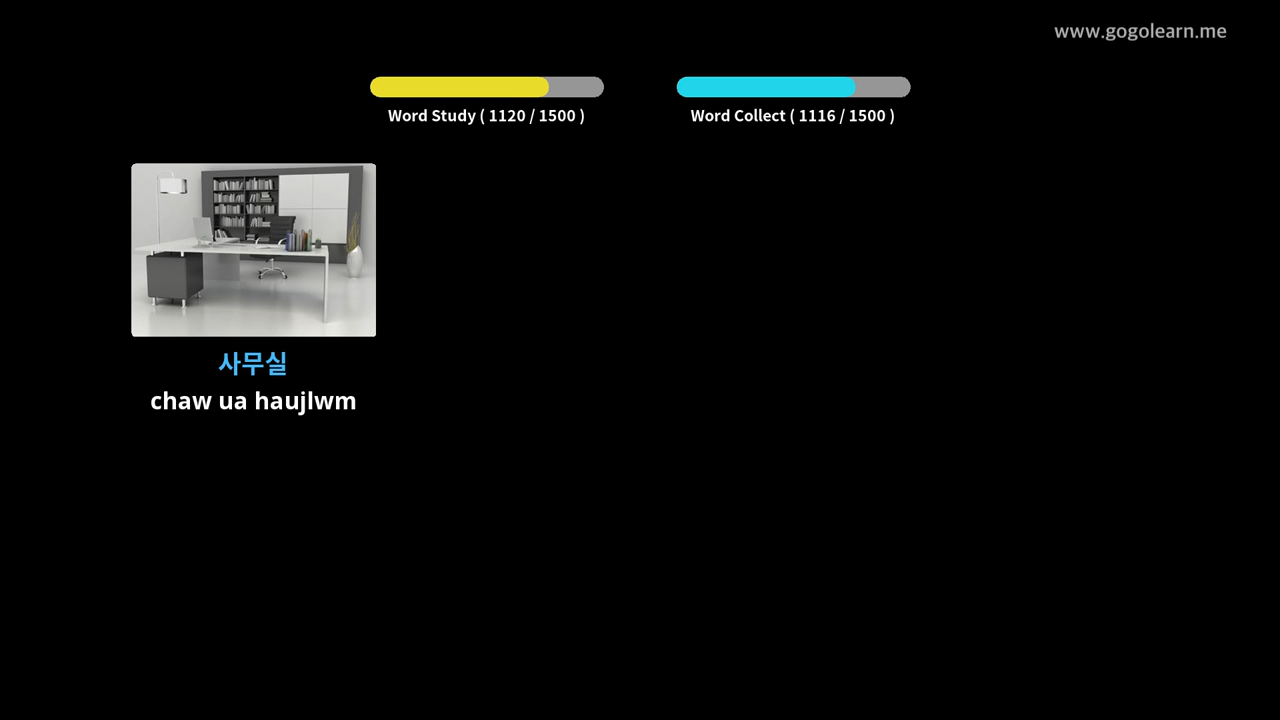 www.gogolearn.me
Word Study ( 1120 / 1500 )
Word Collect ( 1116 / 1500 )
사무실
chaw ua haujlwm